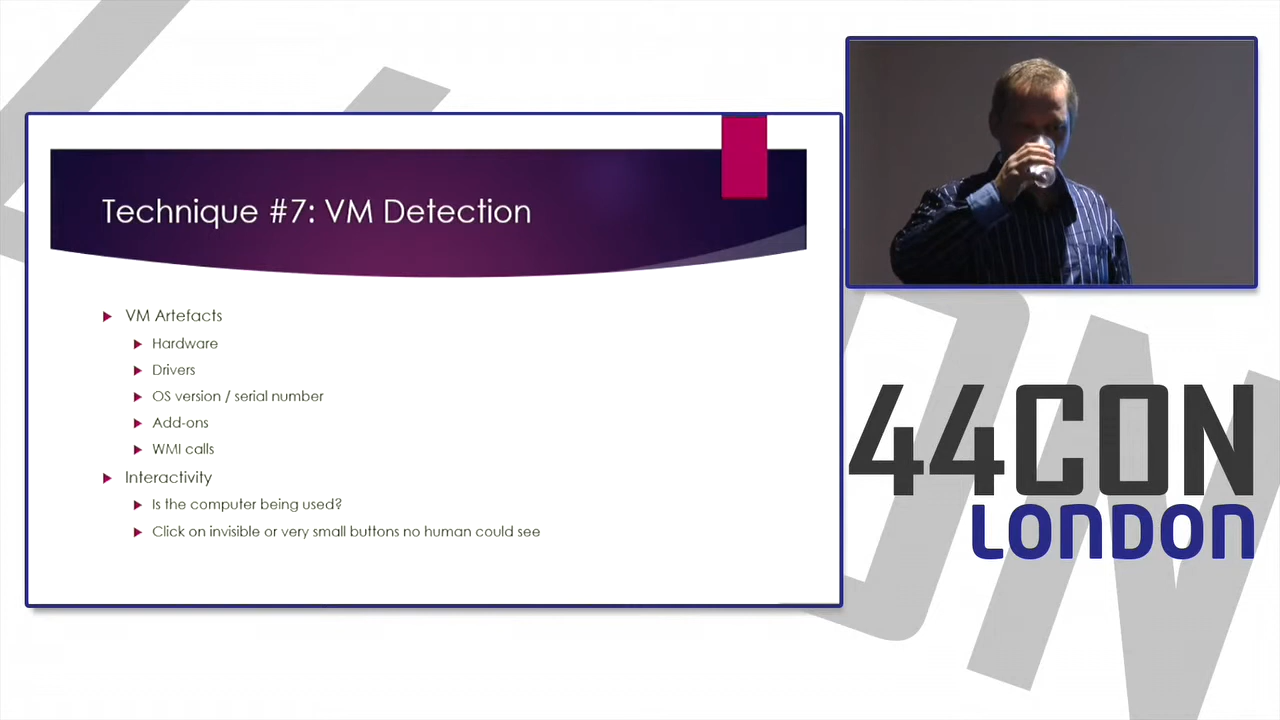 Technique #7: VM Detection
VM Artefacts
Hardware
Drivers
OS version / serial number
Add-ons
WMI calls
Interactivity
Is the computer being used?
Click on invisible or very small buttons no human could see
44CON
LONDON